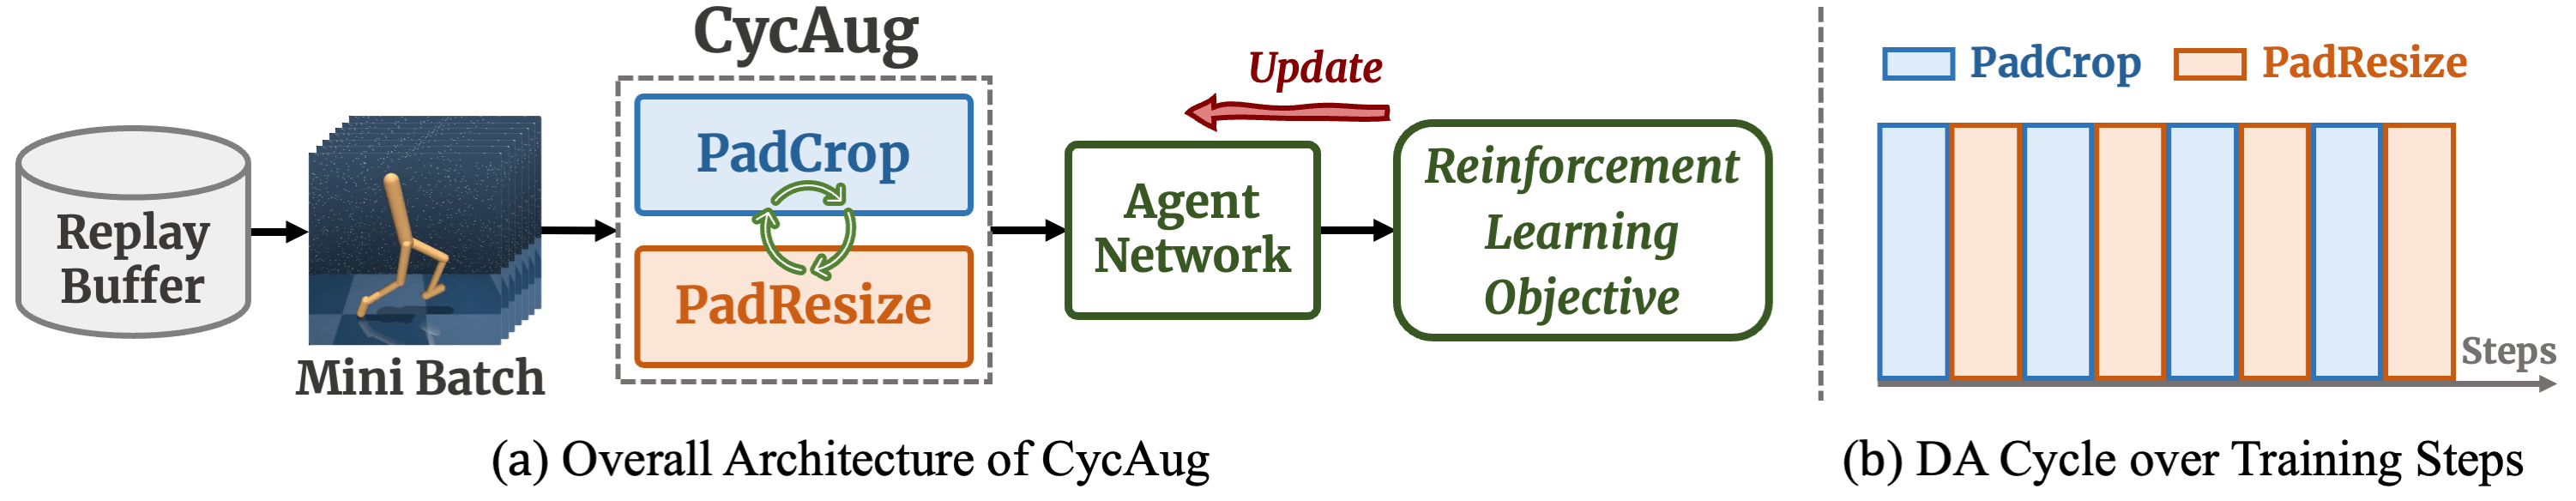 CycAug
Replay
Buffer
Mini Batch
PadCrop
PadResize
Agent
Network
Update
Reinforcement
Learning
Objective
(a) Overall Architecture of CycAug
PadCrop
PadResize
Steps
(b) DA Cycle over Training Steps